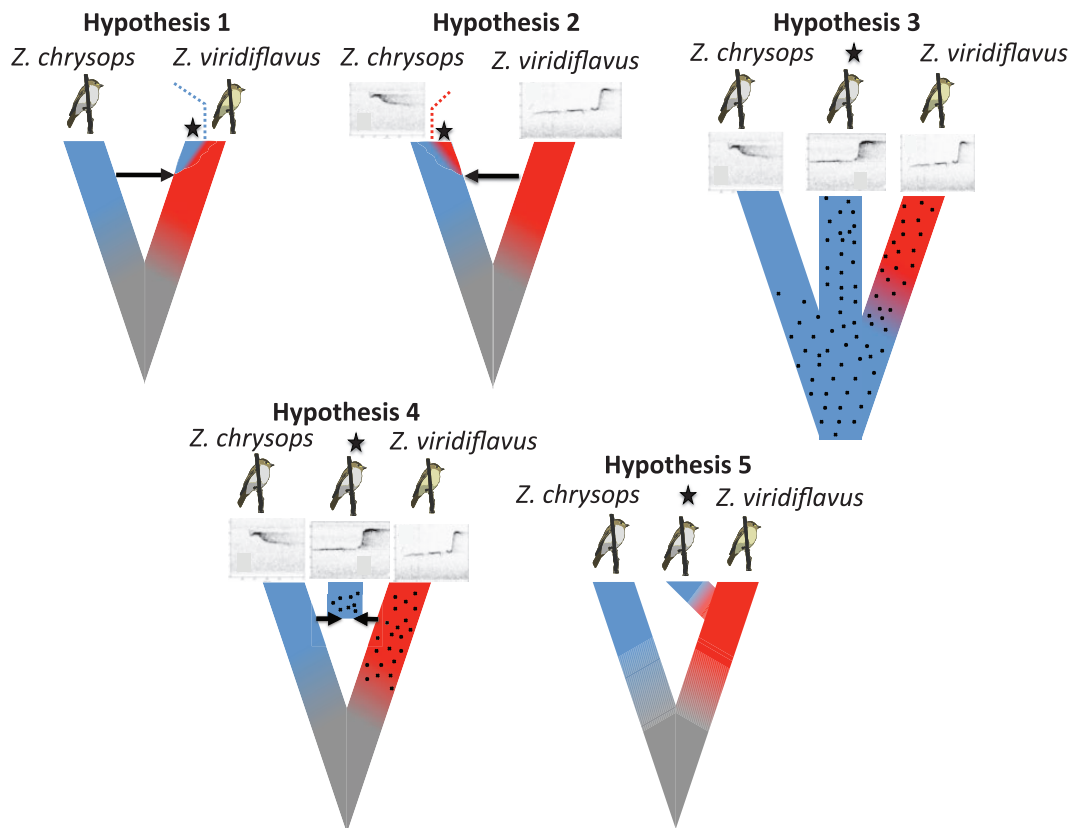 Hypothesis 1
Z. chrysops Z. viridiflavus
Hypothesis 2
Z. chrysops Z. viridiflavus
Hypothesis 3
Z. chrysops Z. viridiflavus
Hypothesis 4
Z. chrysops Z. viridiflavus
Hypothesis 5
Z. chrysops Z. viridiflavus